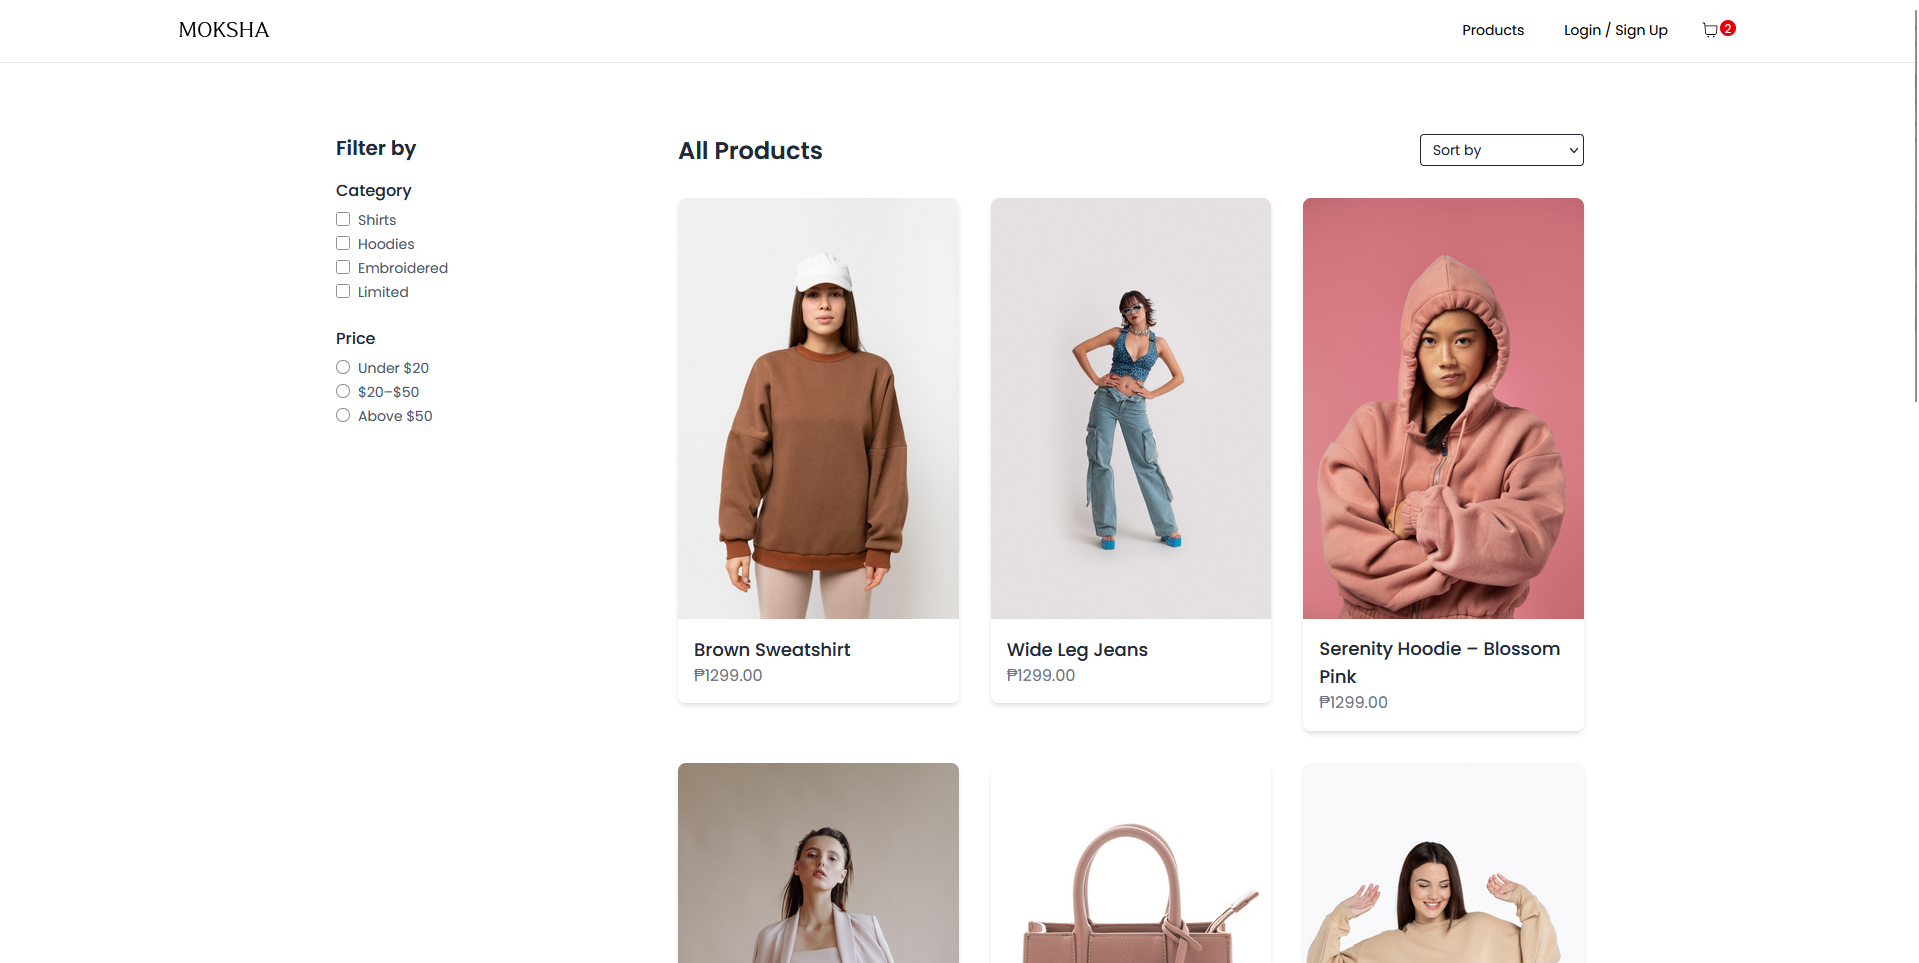 MOKSHA
Products
Login / Sign Up
2
Filter by
Category
Shirts
Hoodies
Embroidered
Limited
Price
Under $20
$20–$50
Above $50
All Products
Sort by
Brown Sweatshirt
₱1299.00
Wide Leg Jeans
₱1299.00
Serenity Hoodie – Blossom
Pink
₱1299.00